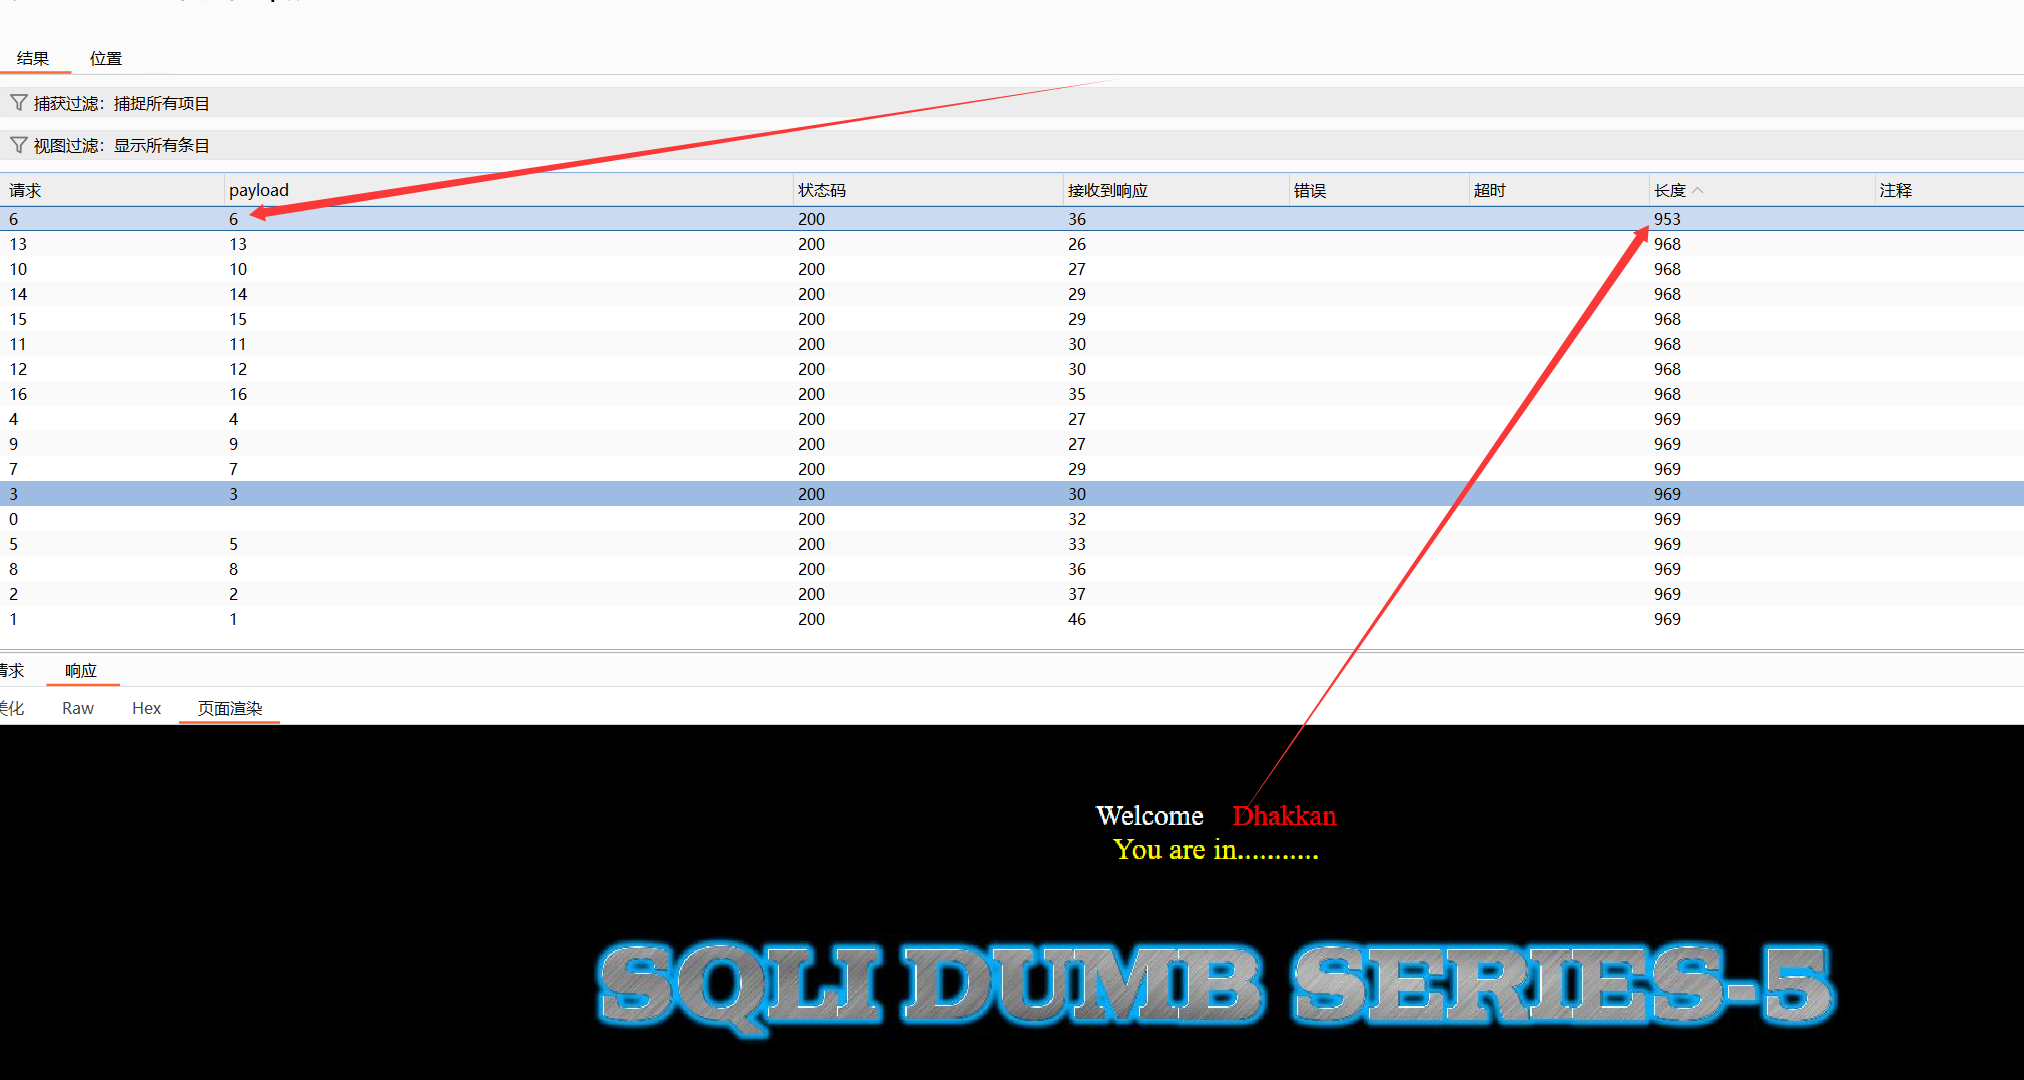 结果 位置
捕获过滤：捕捉所有项目
视图过滤：显示所有条目
请求 payload 状态码 接收到响应 错误 超时 长度 注释
6 6 200 36 953
13 13 200 26 968
10 10 200 27 968
14 14 200 29 968
15 15 200 29 968
11 11 200 30 968
12 12 200 30 968
16 16 200 35 968
4 4 200 27 969
9 9 200 27 969
7 7 200 29 969
3 3 200 30 969
0 200 32 969
5 5 200 33 969
8 8 200 36 969
2 2 200 37 969
1 1 200 46 969
请求 响应
美化 Raw Hex 页面渲染
Welcome Dhakkan
You are in...........
SQLI DUMB SERIES-5